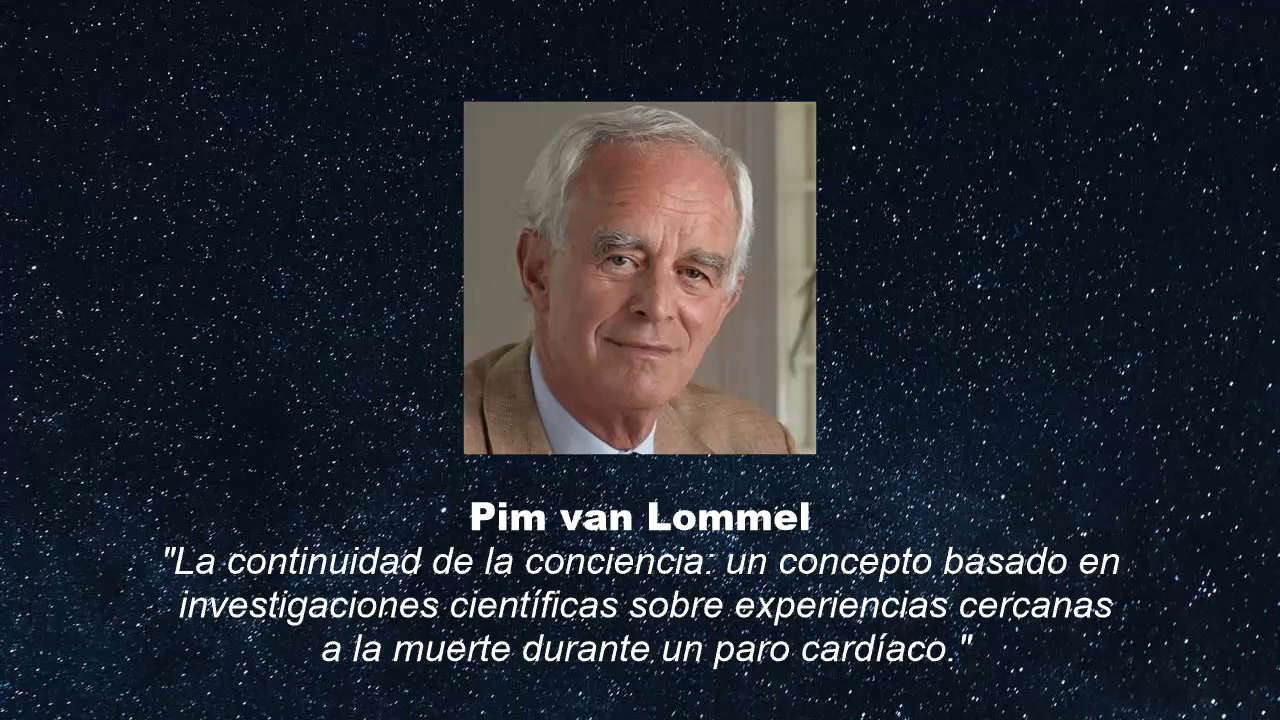 Pim van Lommel
"La continuidad de la conciencia: un concepto basado en
investigaciones científicas sobre experiencias cercanas
a la muerte durante un paro cardíaco."